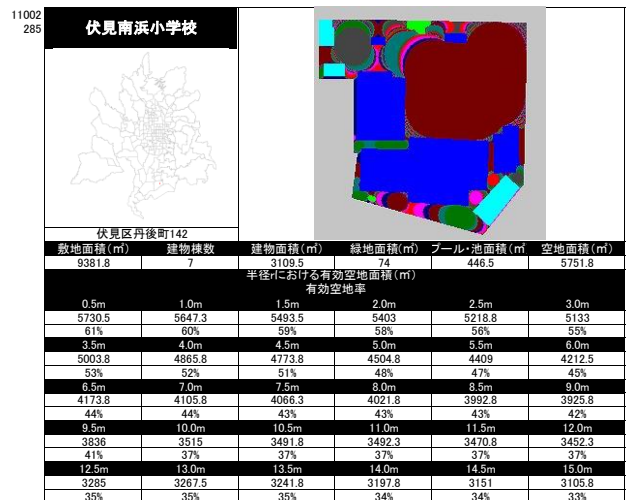 11002
285
伏見南浜小学校
伏見区丹後町142
敷地面積(㎡) 建物棟数 建物面積(㎡) 緑地面積(㎡) プール・池面積(㎡ 空地面積(㎡)
9381.8 7 3109.5 74 446.5 5751.8
半径rにおける有効空地面積(㎡)
有効空地率
0.5m 1.0m 1.5m 2.0m 2.5m 3.0m
5730.5 5647.3 5493.5 5403 5218.8 5133
61% 60% 59% 58% 56% 55%
3.5m 4.0m 4.5m 5.0m 5.5m 6.0m
5003.8 4865.8 4773.8 4504.8 4409 4212.5
53% 52% 51% 48% 47% 45%
6.5m 7.0m 7.5m 8.0m 8.5m 9.0m
4173.8 4105.8 4066.3 4021.8 3992.8 3925.8
44% 44% 43% 43% 43% 42%
9.5m 10.0m 10.5m 11.0m 11.5m 12.0m
3836 3515 3491.8 3492.3 3470.8 3452.3
41% 37% 37% 37% 37% 37%
12.5m 13.0m 13.5m 14.0m 14.5m 15.0m
3285 3267.5 3241.8 3197.8 3151 3105.8
35% 35% 35% 34% 34% 33%